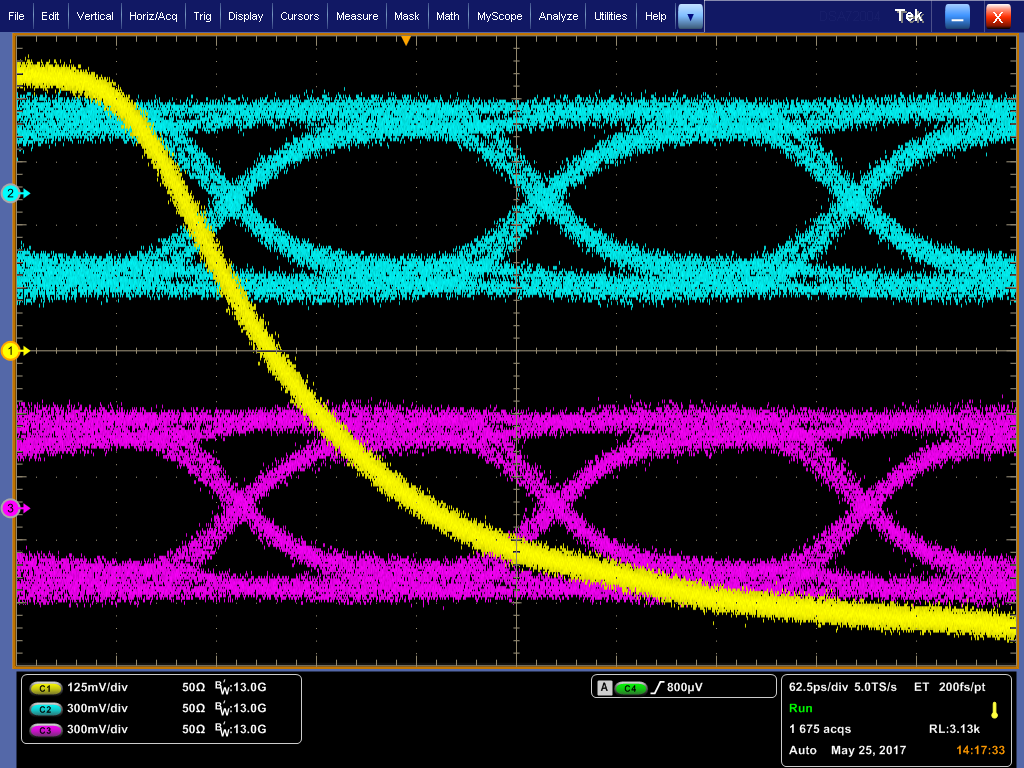 File Edit Vertical Horiz/Acq Trig Display Cursors Measure Mask Math MyScope Analyze Utilities Help Tek X
2
1
3
C1 125mV/div 50Ω BW:13.0G
C2 300mV/div 50Ω BW:13.0G
C3 300mV/div 50Ω BW:13.0G
A C4 800µV
62.5ps/div 5.0TS/s ET 200fs/pt
Run
1 675 acqs RL:3.13k
Auto May 25, 2017 14:17:33